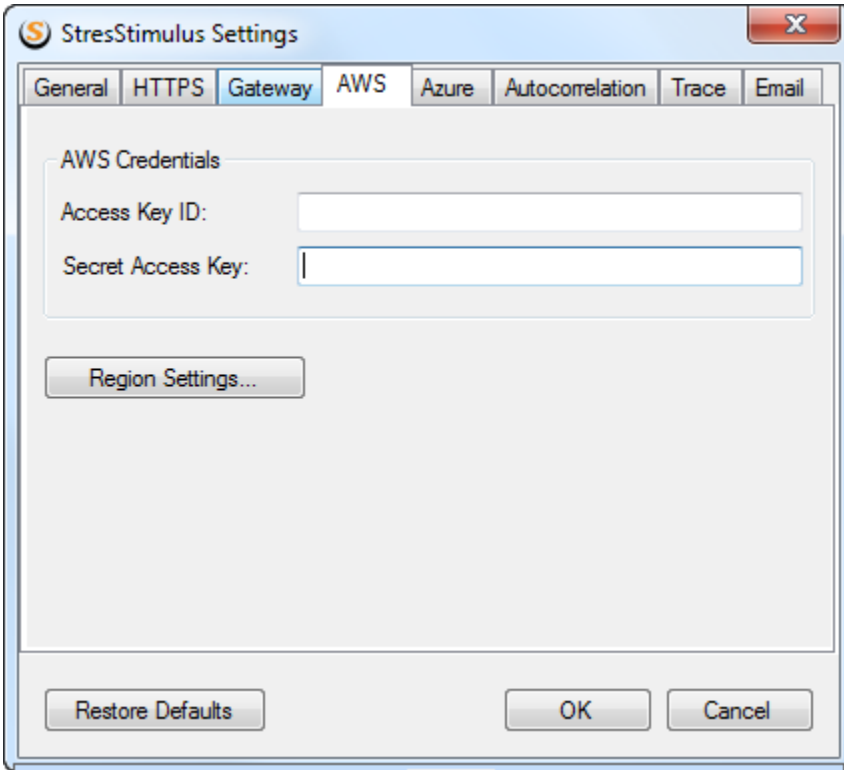 StresStimulus Settings
General HTTPS Gateway AWS Azure Autocorrelation Trace Email
AWS Credentials
Access Key ID:
Secret Access Key:
Region Settings...
Restore Defaults OK Cancel